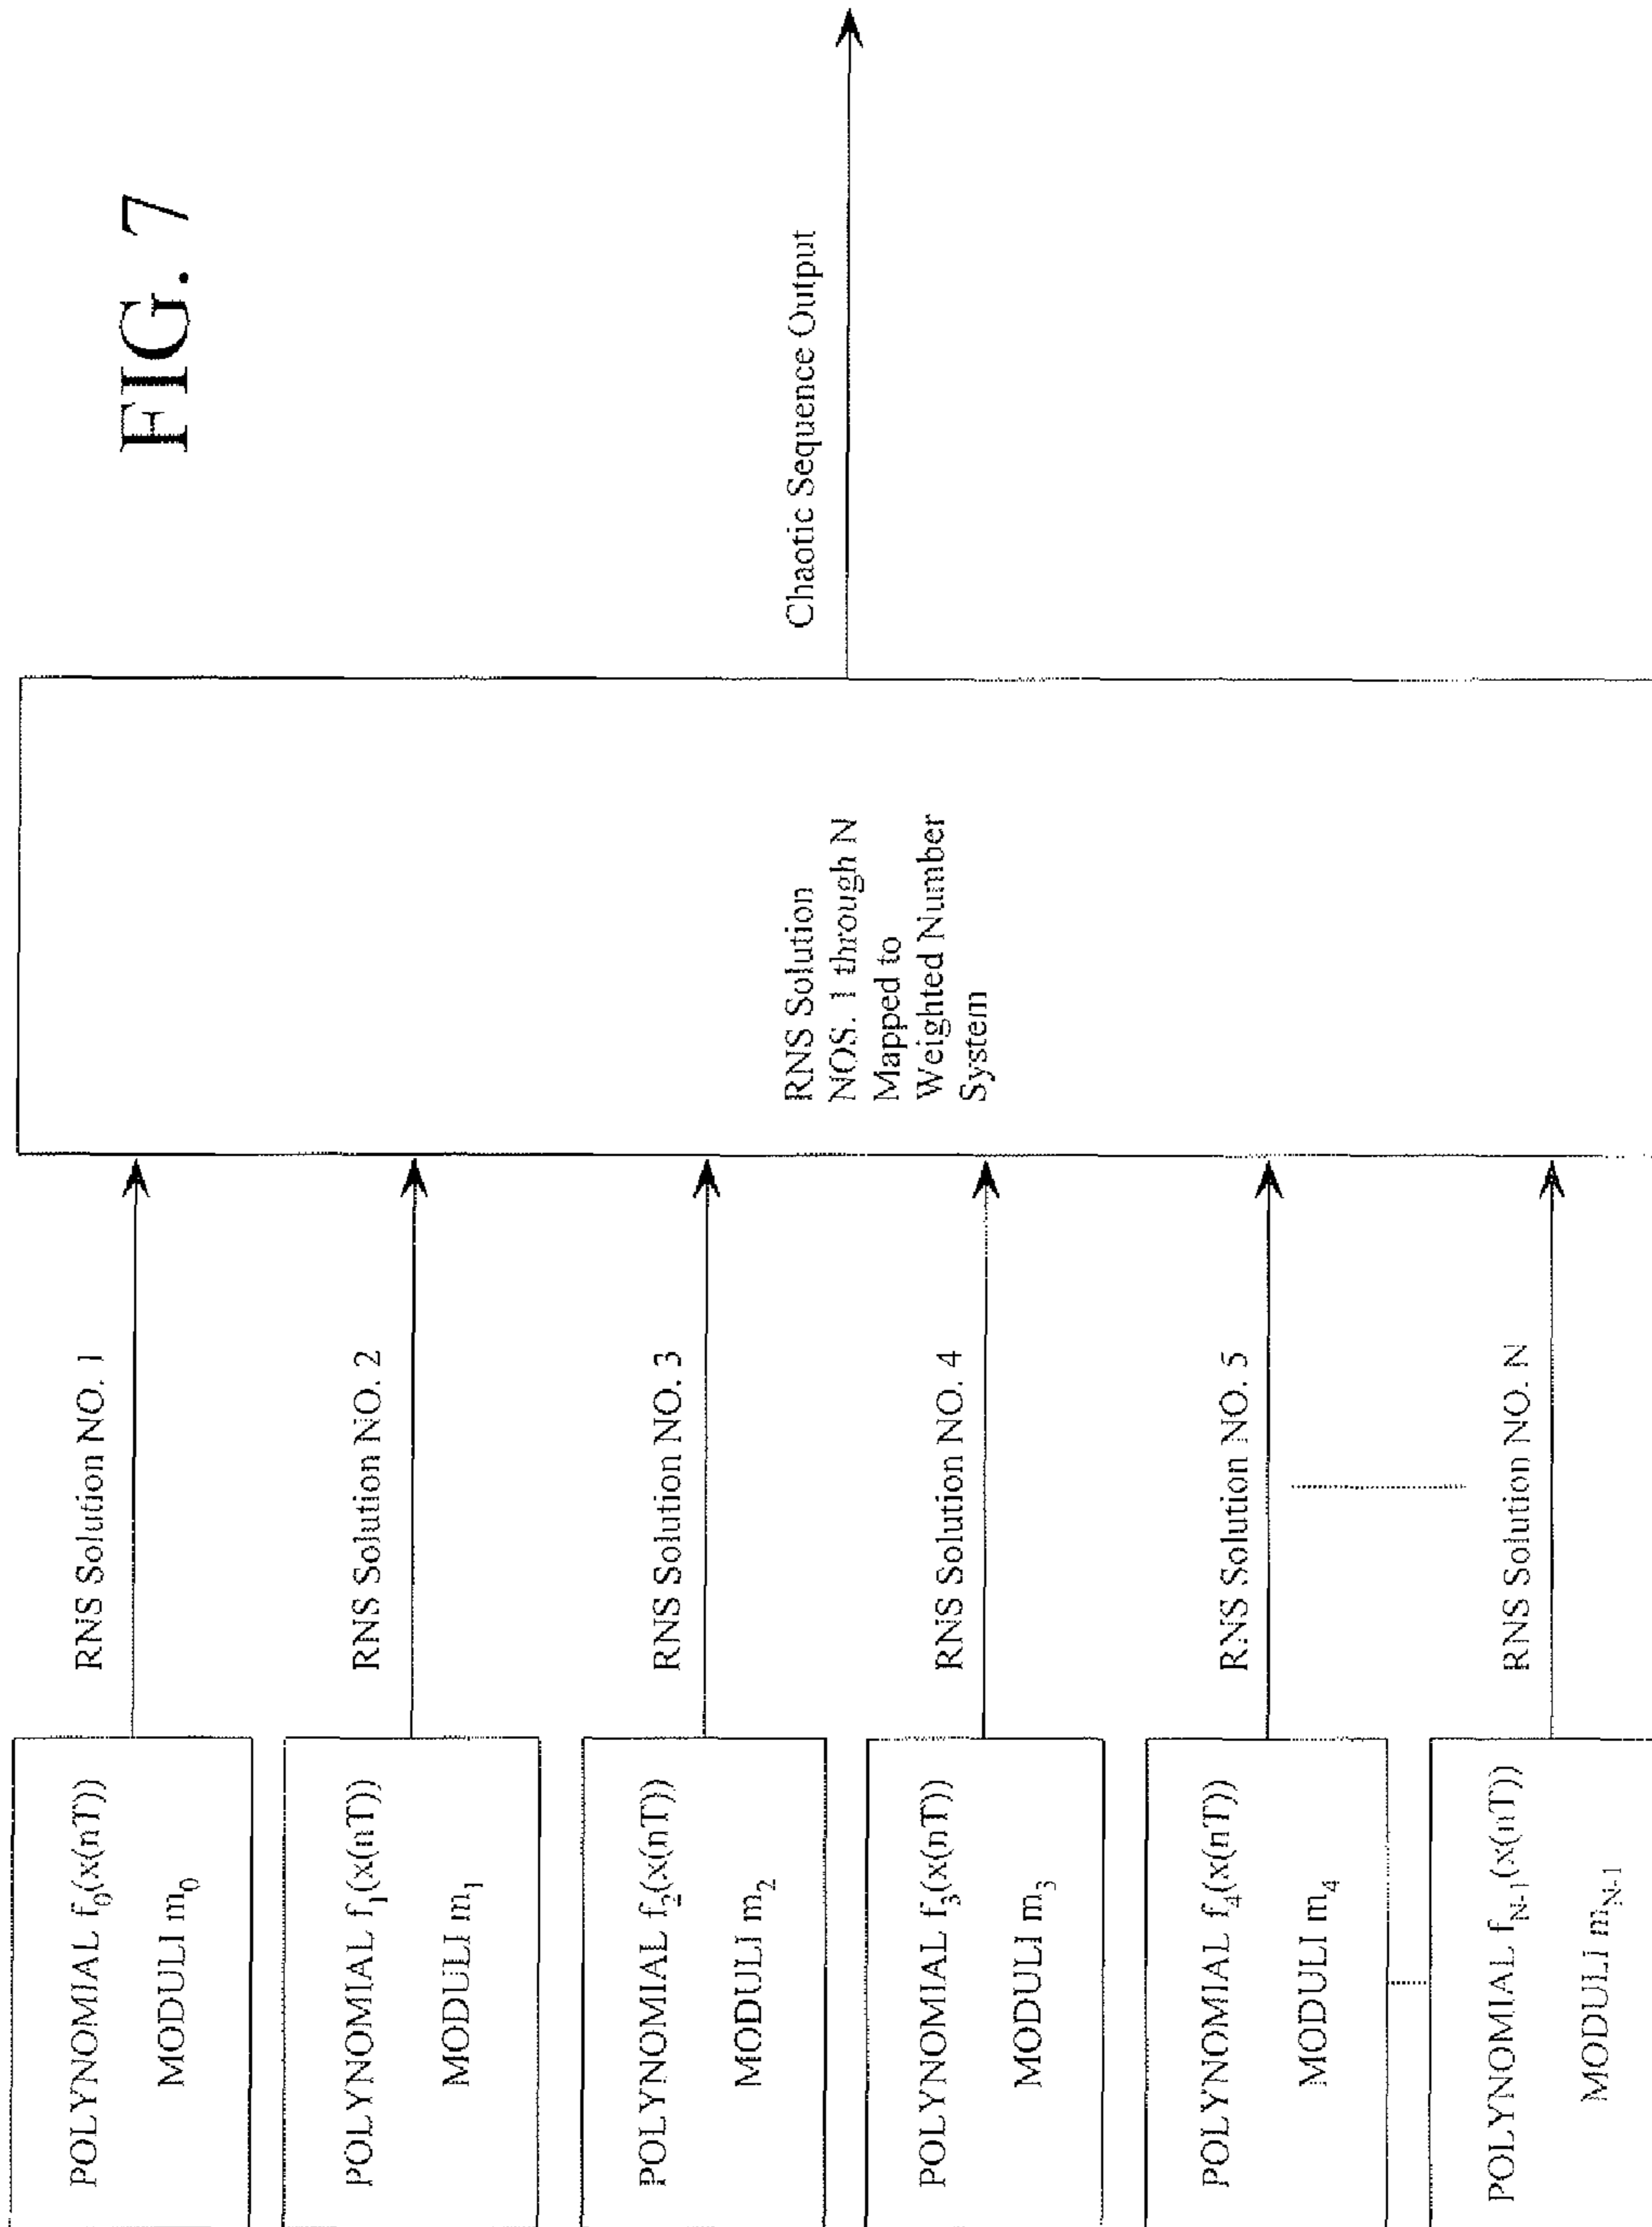 FIG. 7
POLYNOMIAL f₀(x(nT))
MODULI m₀
RNS Solution NO. 1
POLYNOMIAL f₁(x(nT))
MODULI m₁
RNS Solution NO. 2
POLYNOMIAL f₂(x(nT))
MODULI m₂
RNS Solution NO. 3
POLYNOMIAL f₃(x(nT))
MODULI m₃
RNS Solution NO. 4
POLYNOMIAL f₄(x(nT))
MODULI m₄
RNS Solution NO. 5
POLYNOMIAL f_N-1(x(nT))
MODULI m_N-1
RNS Solution NO. N
RNS Solution
NOS. 1 through N
Mapped to
Weighted Number
System
Chaotic Sequence Output